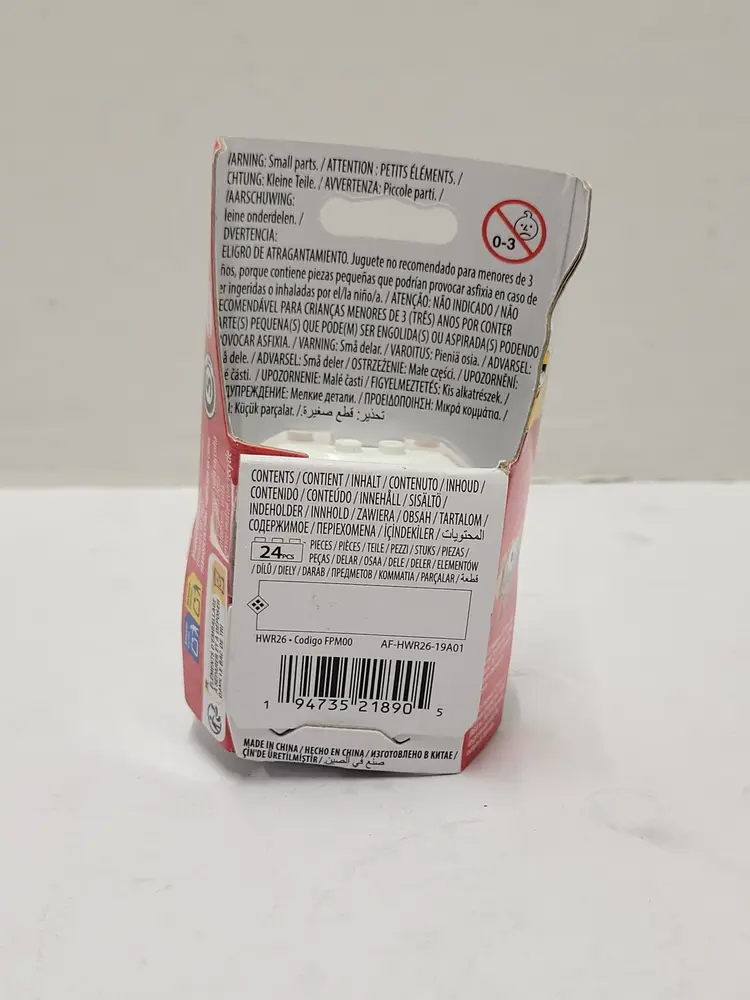 ARNING: Small parts. / ATTENTION : PETITS ÉLÉMENTS. /
CHTUNG: Kleine Teile. / AVVERTENZA: Piccole parti. /
AARSCHUWING:
leine onderdelen. /
DVERTENCIA:
ELIGRO DE ATRAGANTAMIENTO. Juguete no recomendado para menores de 3
ños, porque contiene piezas pequeñas que podrían provocar asfixia en caso de
er ingeridas o inhaladas por el/la niño/a. / ATENÇÃO: NÃO INDICADO / NÃO
ECOMENDÁVEL PARA CRIANÇAS MENORES DE 3 (TRÊS) ANOS POR CONTER
ARTE(S) PEQUENA(S) QUE PODE(M) SER ENGOLIDA(S) OU ASPIRADA(S) PODENDO
OVOCAR ASFIXIA. / VARNING: Små delar. / VAROITUS: Pieniä osia. / ADVARSEL:
å dele. / ADVARSEL: Små deler / OSTRZEŻENIE: Małe części. / UPOZORNĚNÍ:
é části. / UPOZORNENIE: Malé časti / FIGYELMEZTETÉS: Kis alkatrészek. /
ДУПРЕЖДЕНИЕ: Мелкие детали. / ΠΡΟΕΙΔΟΠΟΙΗΣΗ: Μικρά κομμάτια. /
I: Küçük parçalar. / تحذير: قطع صغيرة.
0-3
CONTENTS / CONTIENT / INHALT / CONTENUTO / INHOUD /
CONTENIDO / CONTEÚDO / INNEHÅLL / SISÄLTÖ /
INDEHOLDER / INNHOLD / ZAWIERA / OBSAH / TARTALOM /
СОДЕРЖИМОЕ / ΠΕΡΙΕΧΟΜΕΝΑ / İÇİNDEKİLER / المحتويات
24 PCS
PIECES / PIÈCES / TEILE / PEZZI / STUKS / PIEZAS /
PEÇAS / DELAR / OSAA / DELE / DELER / ELEMENTÓW
/ DÍLŮ / DIELY / DARAB / ПРЕДМЕТОВ / ΚΟΜΜΑΤΙΑ / PARÇALAR / قطعة
HWR26 • Codigo FPM00 AF-HWR26-19A01
1 94735 21890 5
MADE IN CHINA / HECHO EN CHINA / ИЗГОТОВЛЕНО В КИТАЕ /
ÇİN'DE ÜRETİLMİŞTİR / صنع في الصين